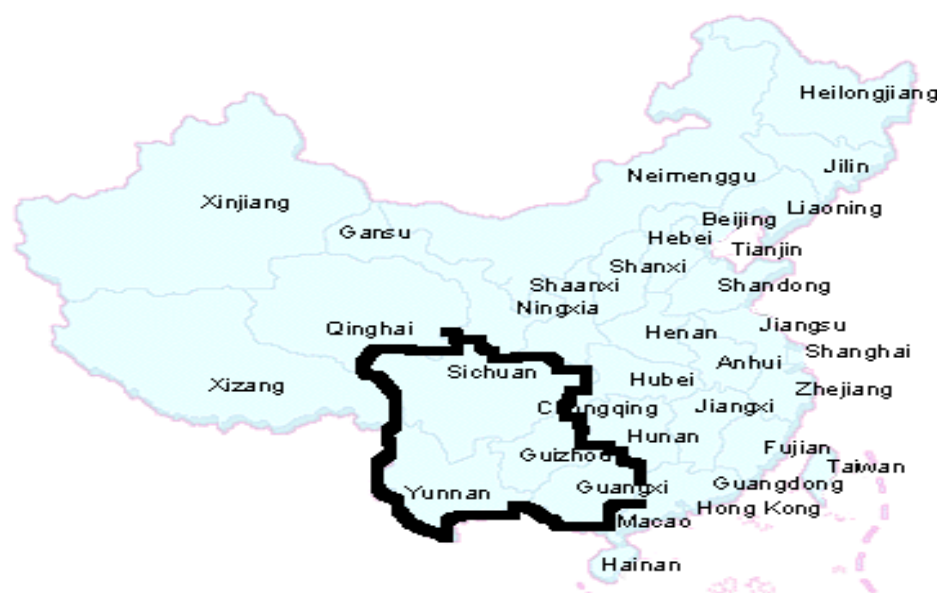 Heilongjiang
Jilin
Neimenggu
Xinjiang
Liaoning
Beijing
Gansu
Hebei
Tianjin
Shanxi
Shaanxi
Shandong
Ningxia
Qinghai
Jiangsu
Henan
Shanghai
Anhui
Sichuan
Hubei
Xizang
Zhejiang
Chongqing
Jiangxi
Hunan
Fujian
Guizhou
Taiwan
Guangdong
Guangxi
Yunnan
Hong Kong
Macao
Hainan